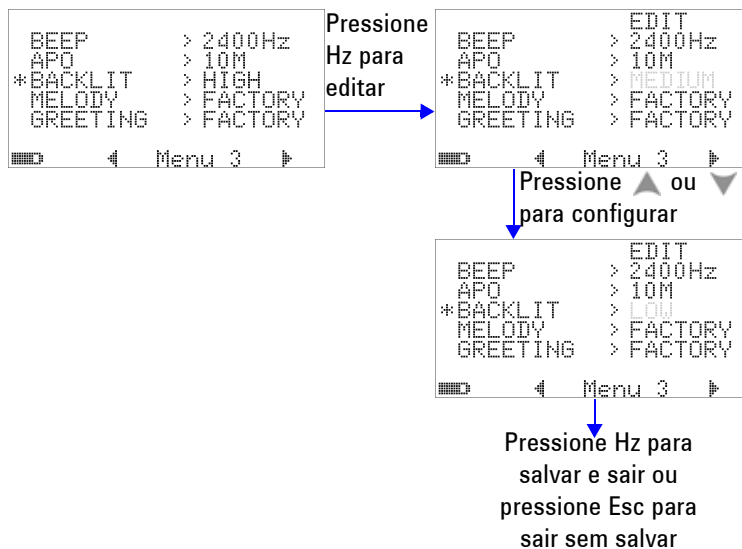 BEEP > 2400Hz
APO > 10M
*BACKLIT > HIGH
MELODY > FACTORY
GREETING > FACTORY
Menu 3
Pressione
Hz para
editar
EDIT
BEEP > 2400Hz
APO > 10M
*BACKLIT > MEDIUM
MELODY > FACTORY
GREETING > FACTORY
Menu 3
Pressione ou
para configurar
EDIT
BEEP > 2400Hz
APO > 10M
*BACKLIT > LOW
MELODY > FACTORY
GREETING > FACTORY
Menu 3
Pressione Hz para
salvar e sair ou
pressione Esc para
sair sem salvar